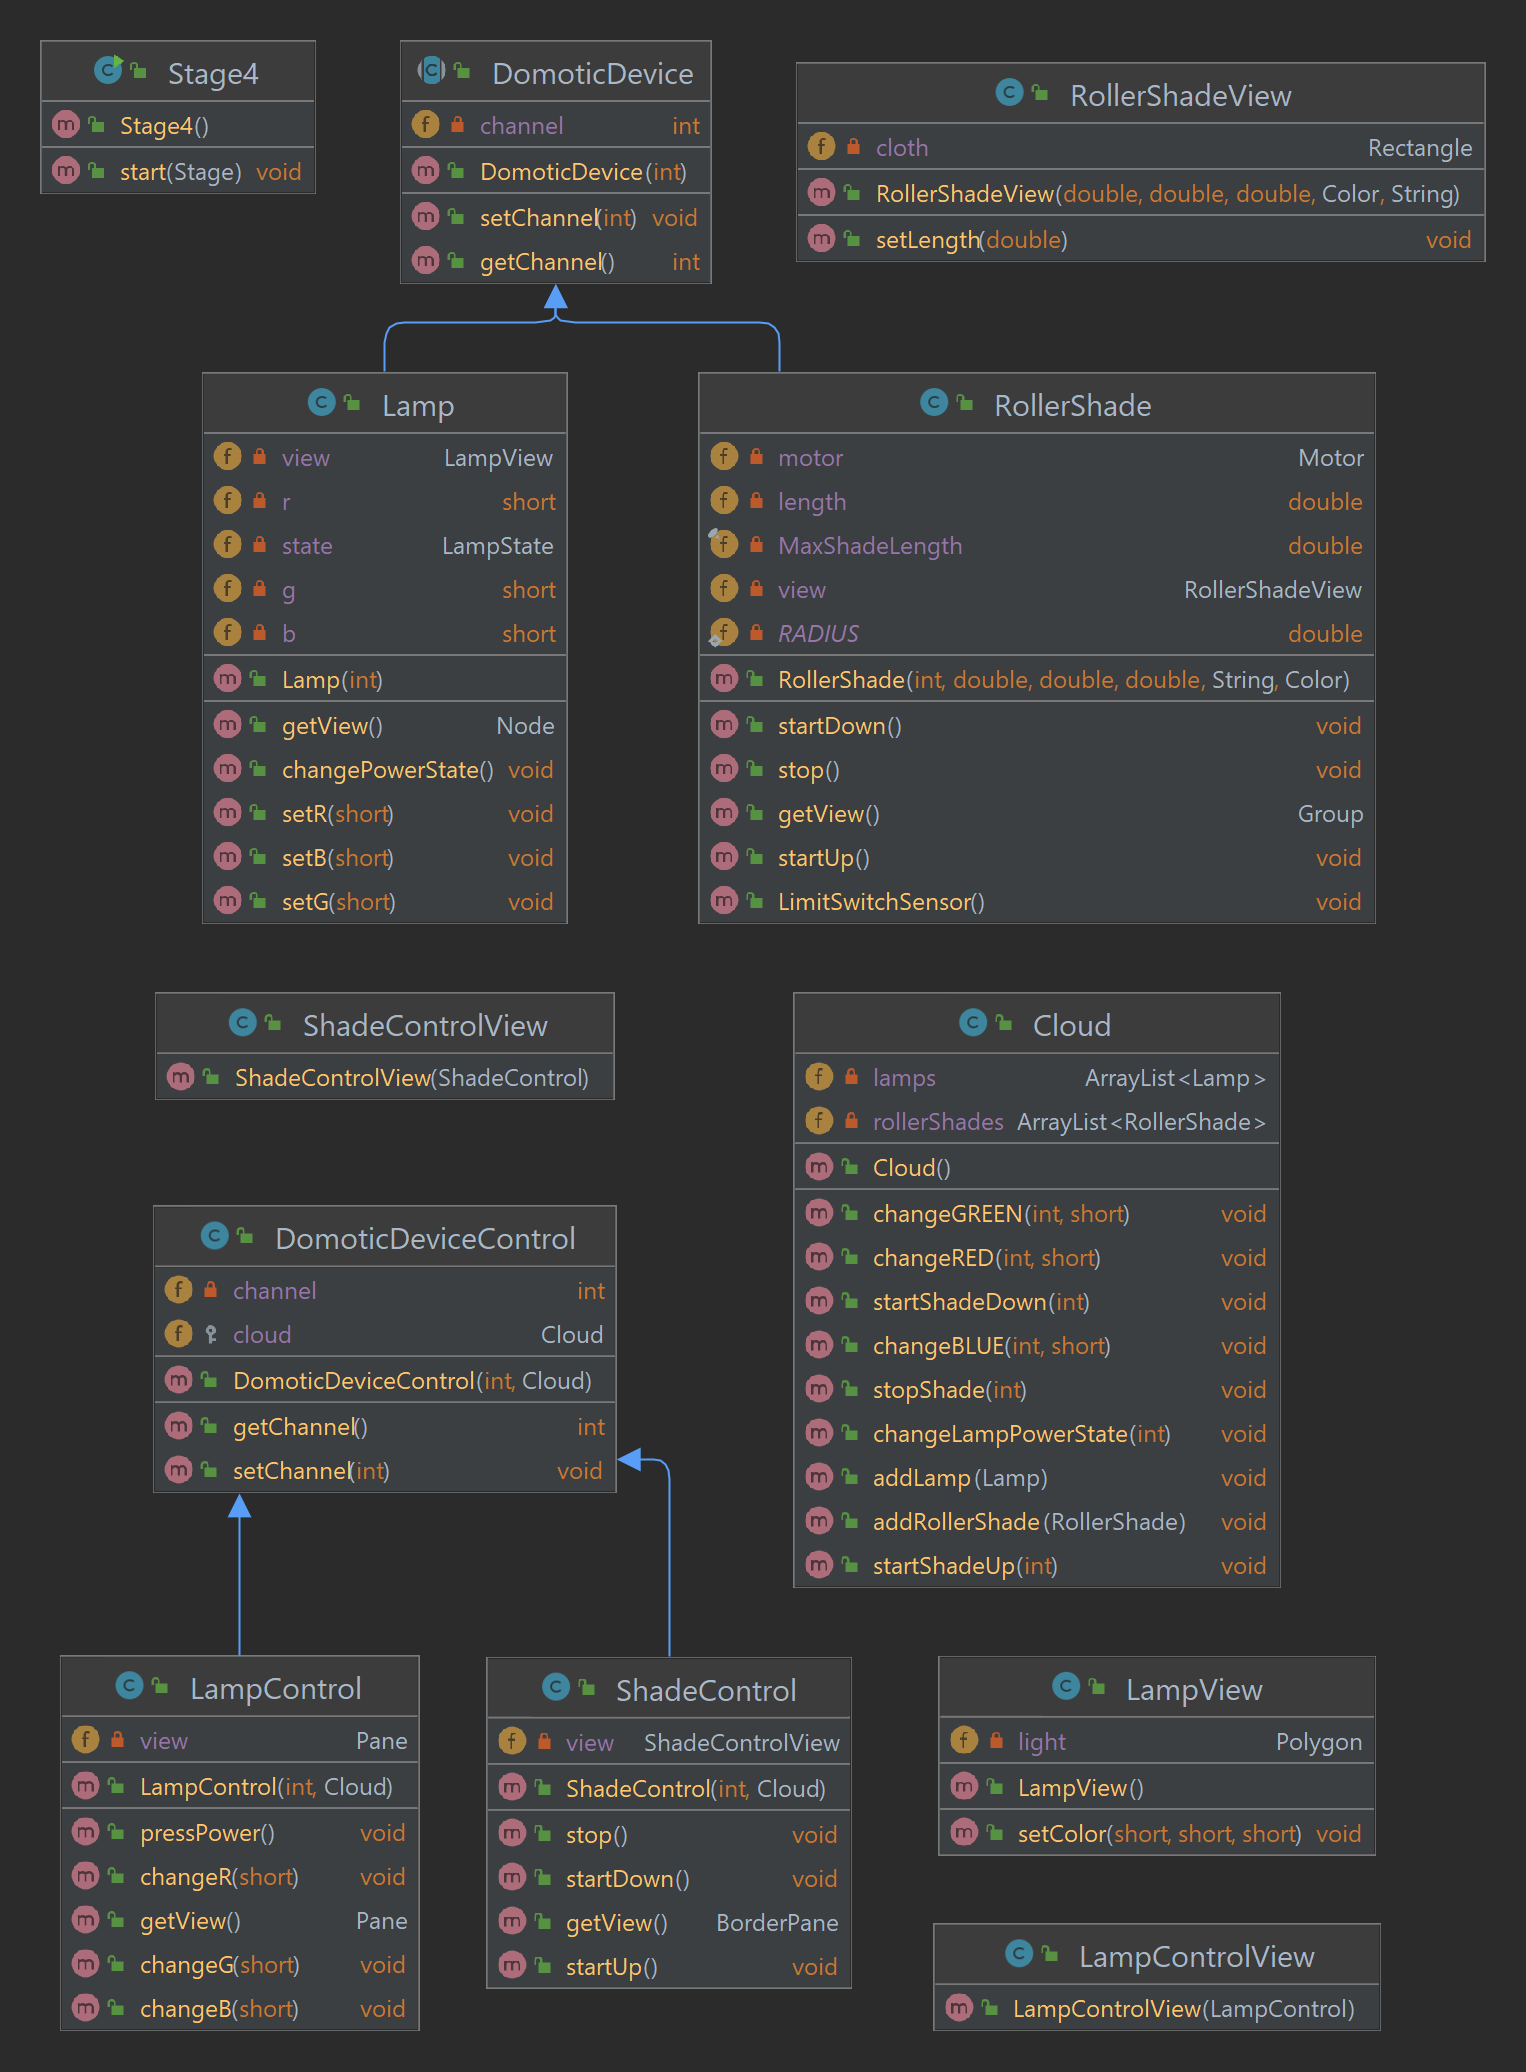 Stage4
Stage4()
start(Stage) void
DomoticDevice
channel int
DomoticDevice(int)
setChannel(int) void
getChannel() int
RollerShadeView
cloth Rectangle
RollerShadeView(double, double, double, Color, String)
setLength(double) void
Lamp
view LampView
r short
state LampState
g short
b short
Lamp(int)
getView() Node
changePowerState() void
setR(short) void
setB(short) void
setG(short) void
RollerShade
motor Motor
length double
MaxShadeLength double
view RollerShadeView
RADIUS double
RollerShade(int, double, double, double, String, Color)
startDown() void
stop() void
getView() Group
startUp() void
LimitSwitchSensor() void
ShadeControlView
ShadeControlView(ShadeControl)
Cloud
lamps ArrayList<Lamp>
rollerShades ArrayList<RollerShade>
Cloud()
changeGREEN(int, short) void
changeRED(int, short) void
startShadeDown(int) void
changeBLUE(int, short) void
stopShade(int) void
changeLampPowerState(int) void
addLamp(Lamp) void
addRollerShade(RollerShade) void
startShadeUp(int) void
DomoticDeviceControl
channel int
cloud Cloud
DomoticDeviceControl(int, Cloud)
getChannel() int
setChannel(int) void
LampControl
view Pane
LampControl(int, Cloud)
pressPower() void
changeR(short) void
getView() Pane
changeG(short) void
changeB(short) void
ShadeControl
view ShadeControlView
ShadeControl(int, Cloud)
stop() void
startDown() void
getView() BorderPane
startUp() void
LampView
light Polygon
LampView()
setColor(short, short, short) void
LampControlView
LampControlView(LampControl)